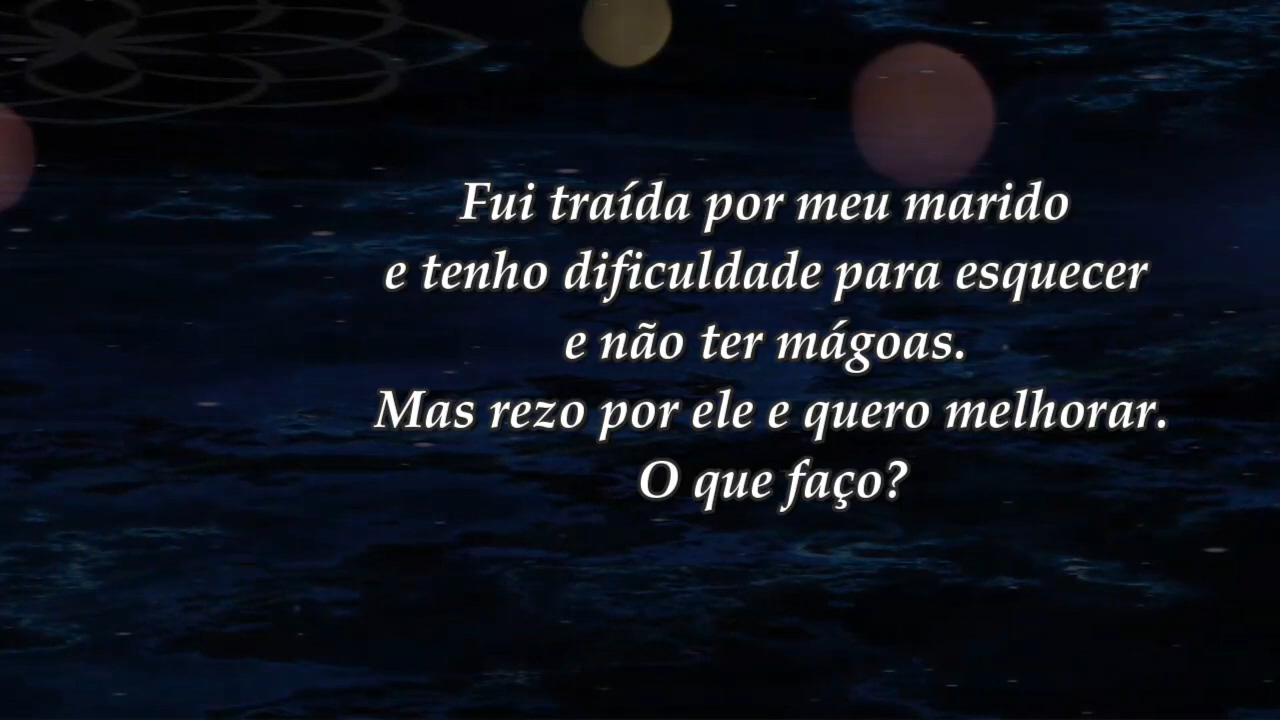 Fui traída por meu marido
e tenho dificuldade para esquecer
e não ter mágoas.
Mas rezo por ele e quero melhorar.
O que faço?